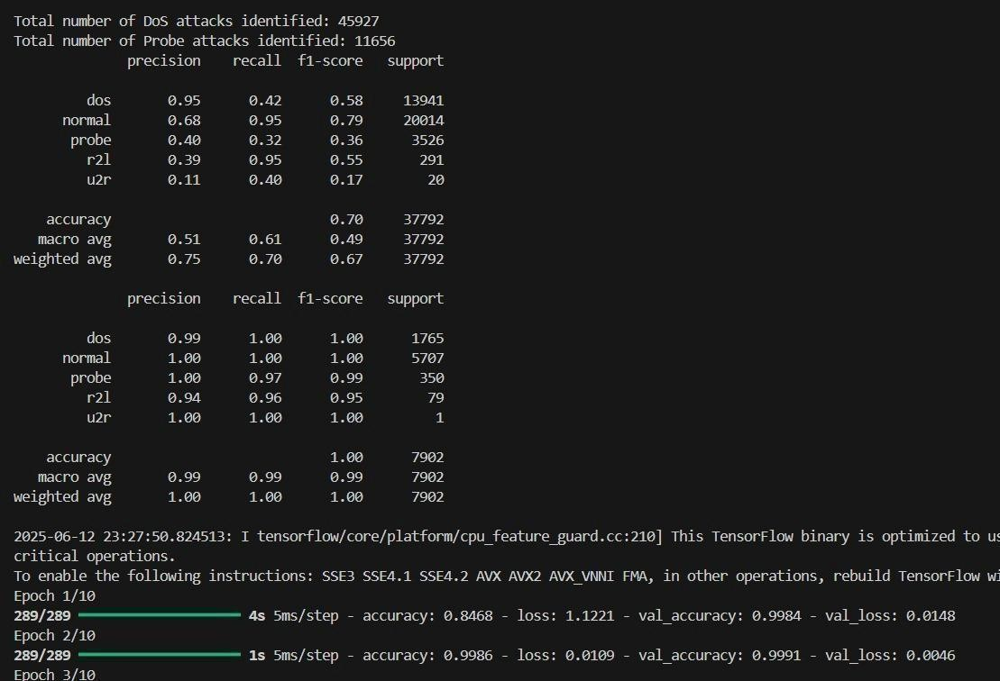 Total number of DoS attacks identified: 45927
Total number of Probe attacks identified: 11656
precision recall f1-score support
dos 0.95 0.42 0.58 13941
normal 0.68 0.95 0.79 20014
probe 0.40 0.32 0.36 3526
r2l 0.39 0.95 0.55 291
u2r 0.11 0.40 0.17 20
accuracy 0.70 37792
macro avg 0.51 0.61 0.49 37792
weighted avg 0.75 0.70 0.67 37792
precision recall f1-score support
dos 0.99 1.00 1.00 1765
normal 1.00 1.00 1.00 5707
probe 1.00 0.97 0.99 350
r2l 0.94 0.96 0.95 79
u2r 1.00 1.00 1.00 1
accuracy 1.00 7902
macro avg 0.99 0.99 0.99 7902
weighted avg 1.00 1.00 1.00 7902
2025-06-12 23:27:50.824513: I tensorflow/core/platform/cpu_feature_guard.cc:210] This TensorFlow binary is optimized to us
critical operations.
To enable the following instructions: SSE3 SSE4.1 SSE4.2 AVX AVX2 AVX_VNNI FMA, in other operations, rebuild TensorFlow wi
Epoch 1/10
289/289 4s 5ms/step - accuracy: 0.8468 - loss: 1.1221 - val_accuracy: 0.9984 - val_loss: 0.0148
Epoch 2/10
289/289 1s 5ms/step - accuracy: 0.9986 - loss: 0.0109 - val_accuracy: 0.9991 - val_loss: 0.0046
Epoch 3/10